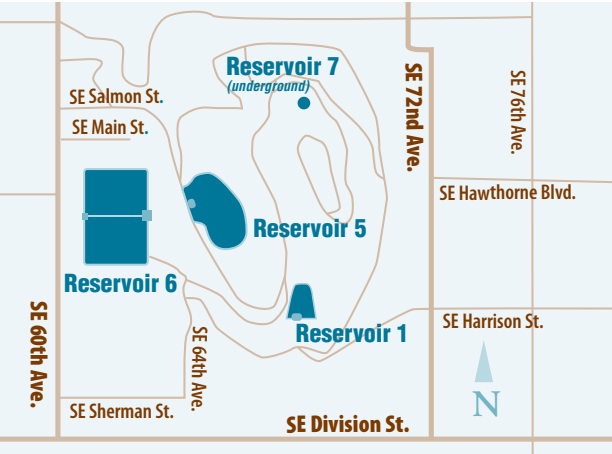 Reservoir 7
(underground)
SE Salmon St.
SE Main St.
SE 72nd Ave.
SE 76th Ave.
SE Hawthorne Blvd.
Reservoir 5
Reservoir 6
SE 60th Ave.
SE 64th Ave.
Reservoir 1
SE Harrison St.
N
SE Sherman St.
SE Division St.